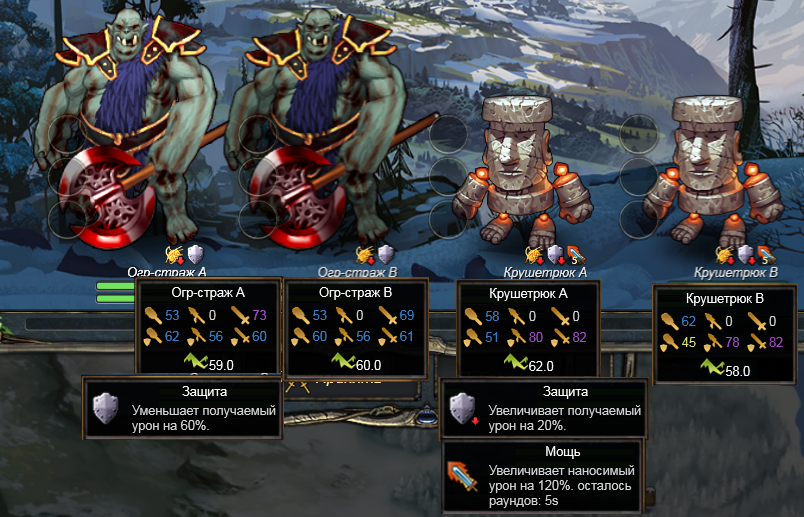 5
5
Огр-страж А
Огр-страж В
Крушетрюк А
Крушетрюк В
Огр-страж А
53 0 73
62 56 60
59.0
Огр-страж В
53 0 69
60 56 61
60.0
Крушетрюк А
58 0 0
51 80 82
62.0
Крушетрюк В
62 0 0
45 78 82
58.0
Защита
Уменьшает получаемый
урон на 60%.
Защита
Увеличивает получаемый
урон на 20%.
Мощь
Увеличивает наносимый
урон на 120%. осталось
раундов: 5s